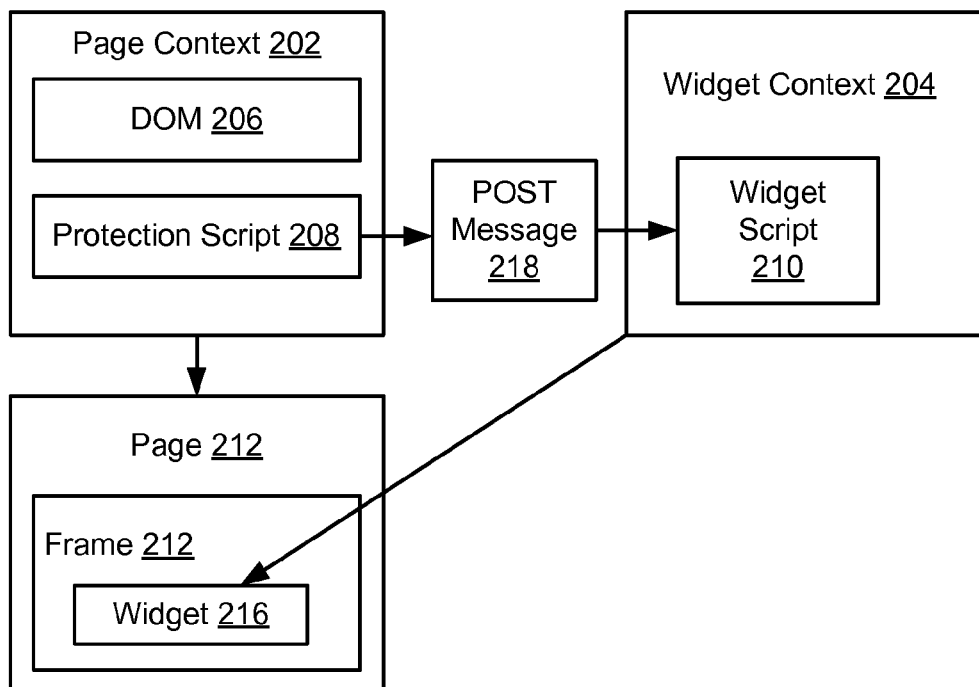 Page Context 202
DOM 206
Protection Script 208
POST
Message
218
Widget Context 204
Widget
Script
210
Page 212
Frame 212
Widget 216